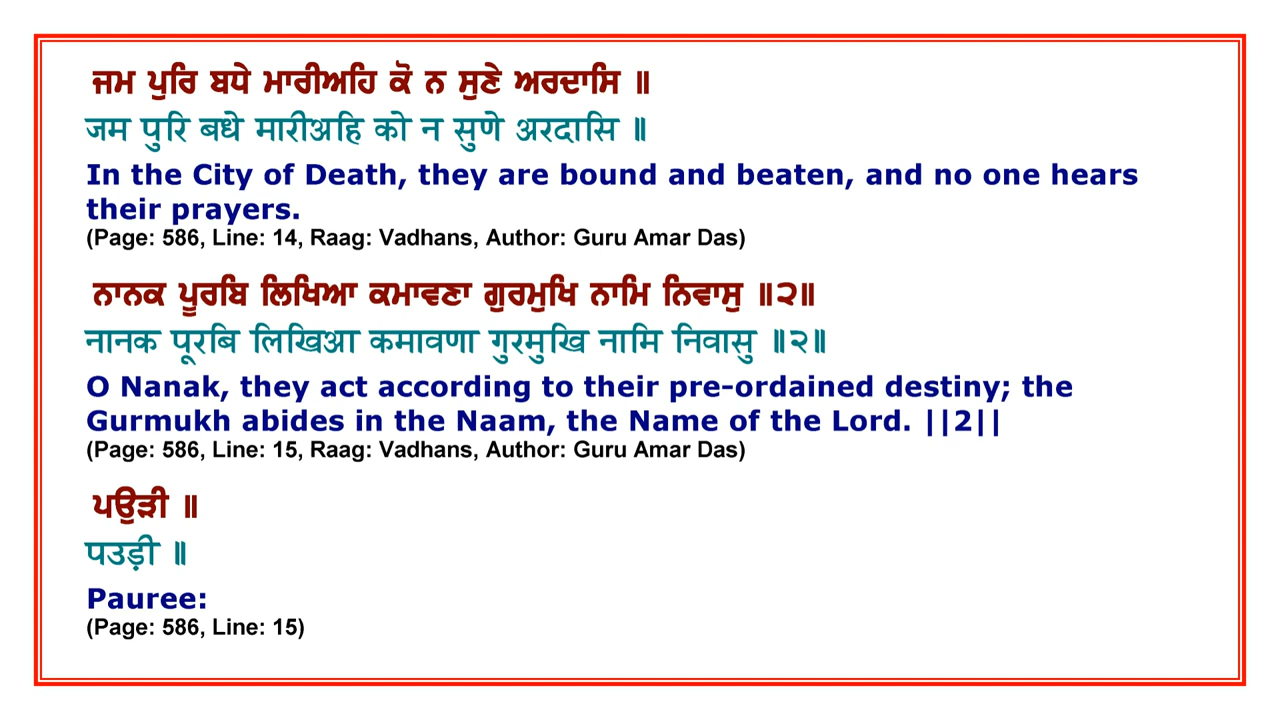 ਜਮ ਪੁਰਿ ਬਧੇ ਮਾਰੀਅਹਿ ਕੋ ਨ ਸੁਣੇ ਅਰਦਾਸਿ ॥
जम पुरि बधे मारीअहि को न सुणे अरदासि ॥
In the City of Death, they are bound and beaten, and no one hears
their prayers.
(Page: 586, Line: 14, Raag: Vadhans, Author: Guru Amar Das)
ਨਾਨਕ ਪੂਰਬਿ ਲਿਖਿਆ ਕਮਾਵਣਾ ਗੁਰਮੁਖਿ ਨਾਮਿ ਨਿਵਾਸੁ ॥੨॥
नानक पूरबि लिखिआ कमावणा गुरमुखि नामि निवासु ॥२॥
O Nanak, they act according to their pre-ordained destiny; the
Gurmukh abides in the Naam, the Name of the Lord. ||2||
(Page: 586, Line: 15, Raag: Vadhans, Author: Guru Amar Das)
ਪਉੜੀ ॥
पउड़ी ॥
Pauree:
(Page: 586, Line: 15)